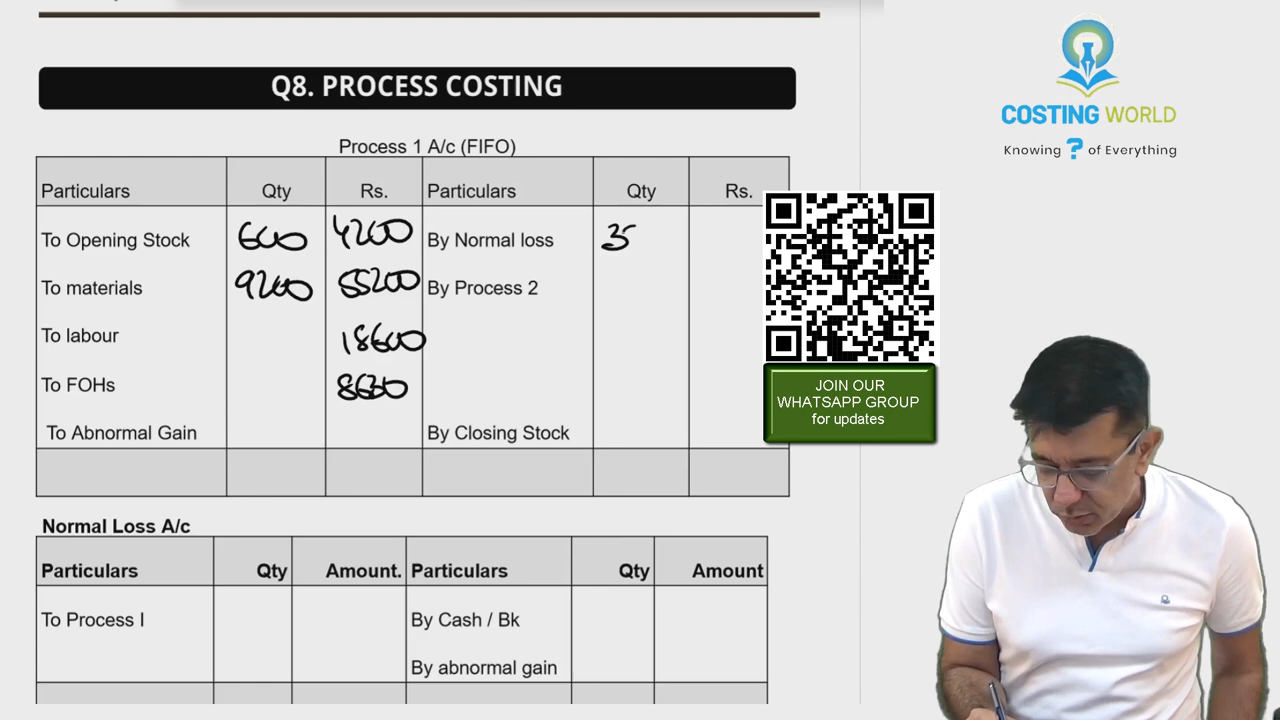 Q8. PROCESS COSTING
COSTING WORLD
Knowing ? of Everything
Process 1 A/c (FIFO)
Particulars Qty Rs. Particulars Qty Rs.
To Opening Stock 600 4200 By Normal loss 35
To materials 9200 55200 By Process 2
To labour 18600
To FOHs 8630
To Abnormal Gain By Closing Stock
JOIN OUR
WHATSAPP GROUP
for updates
Normal Loss A/c
Particulars Qty Amount. Particulars Qty Amount
To Process I By Cash / Bk
By abnormal gain